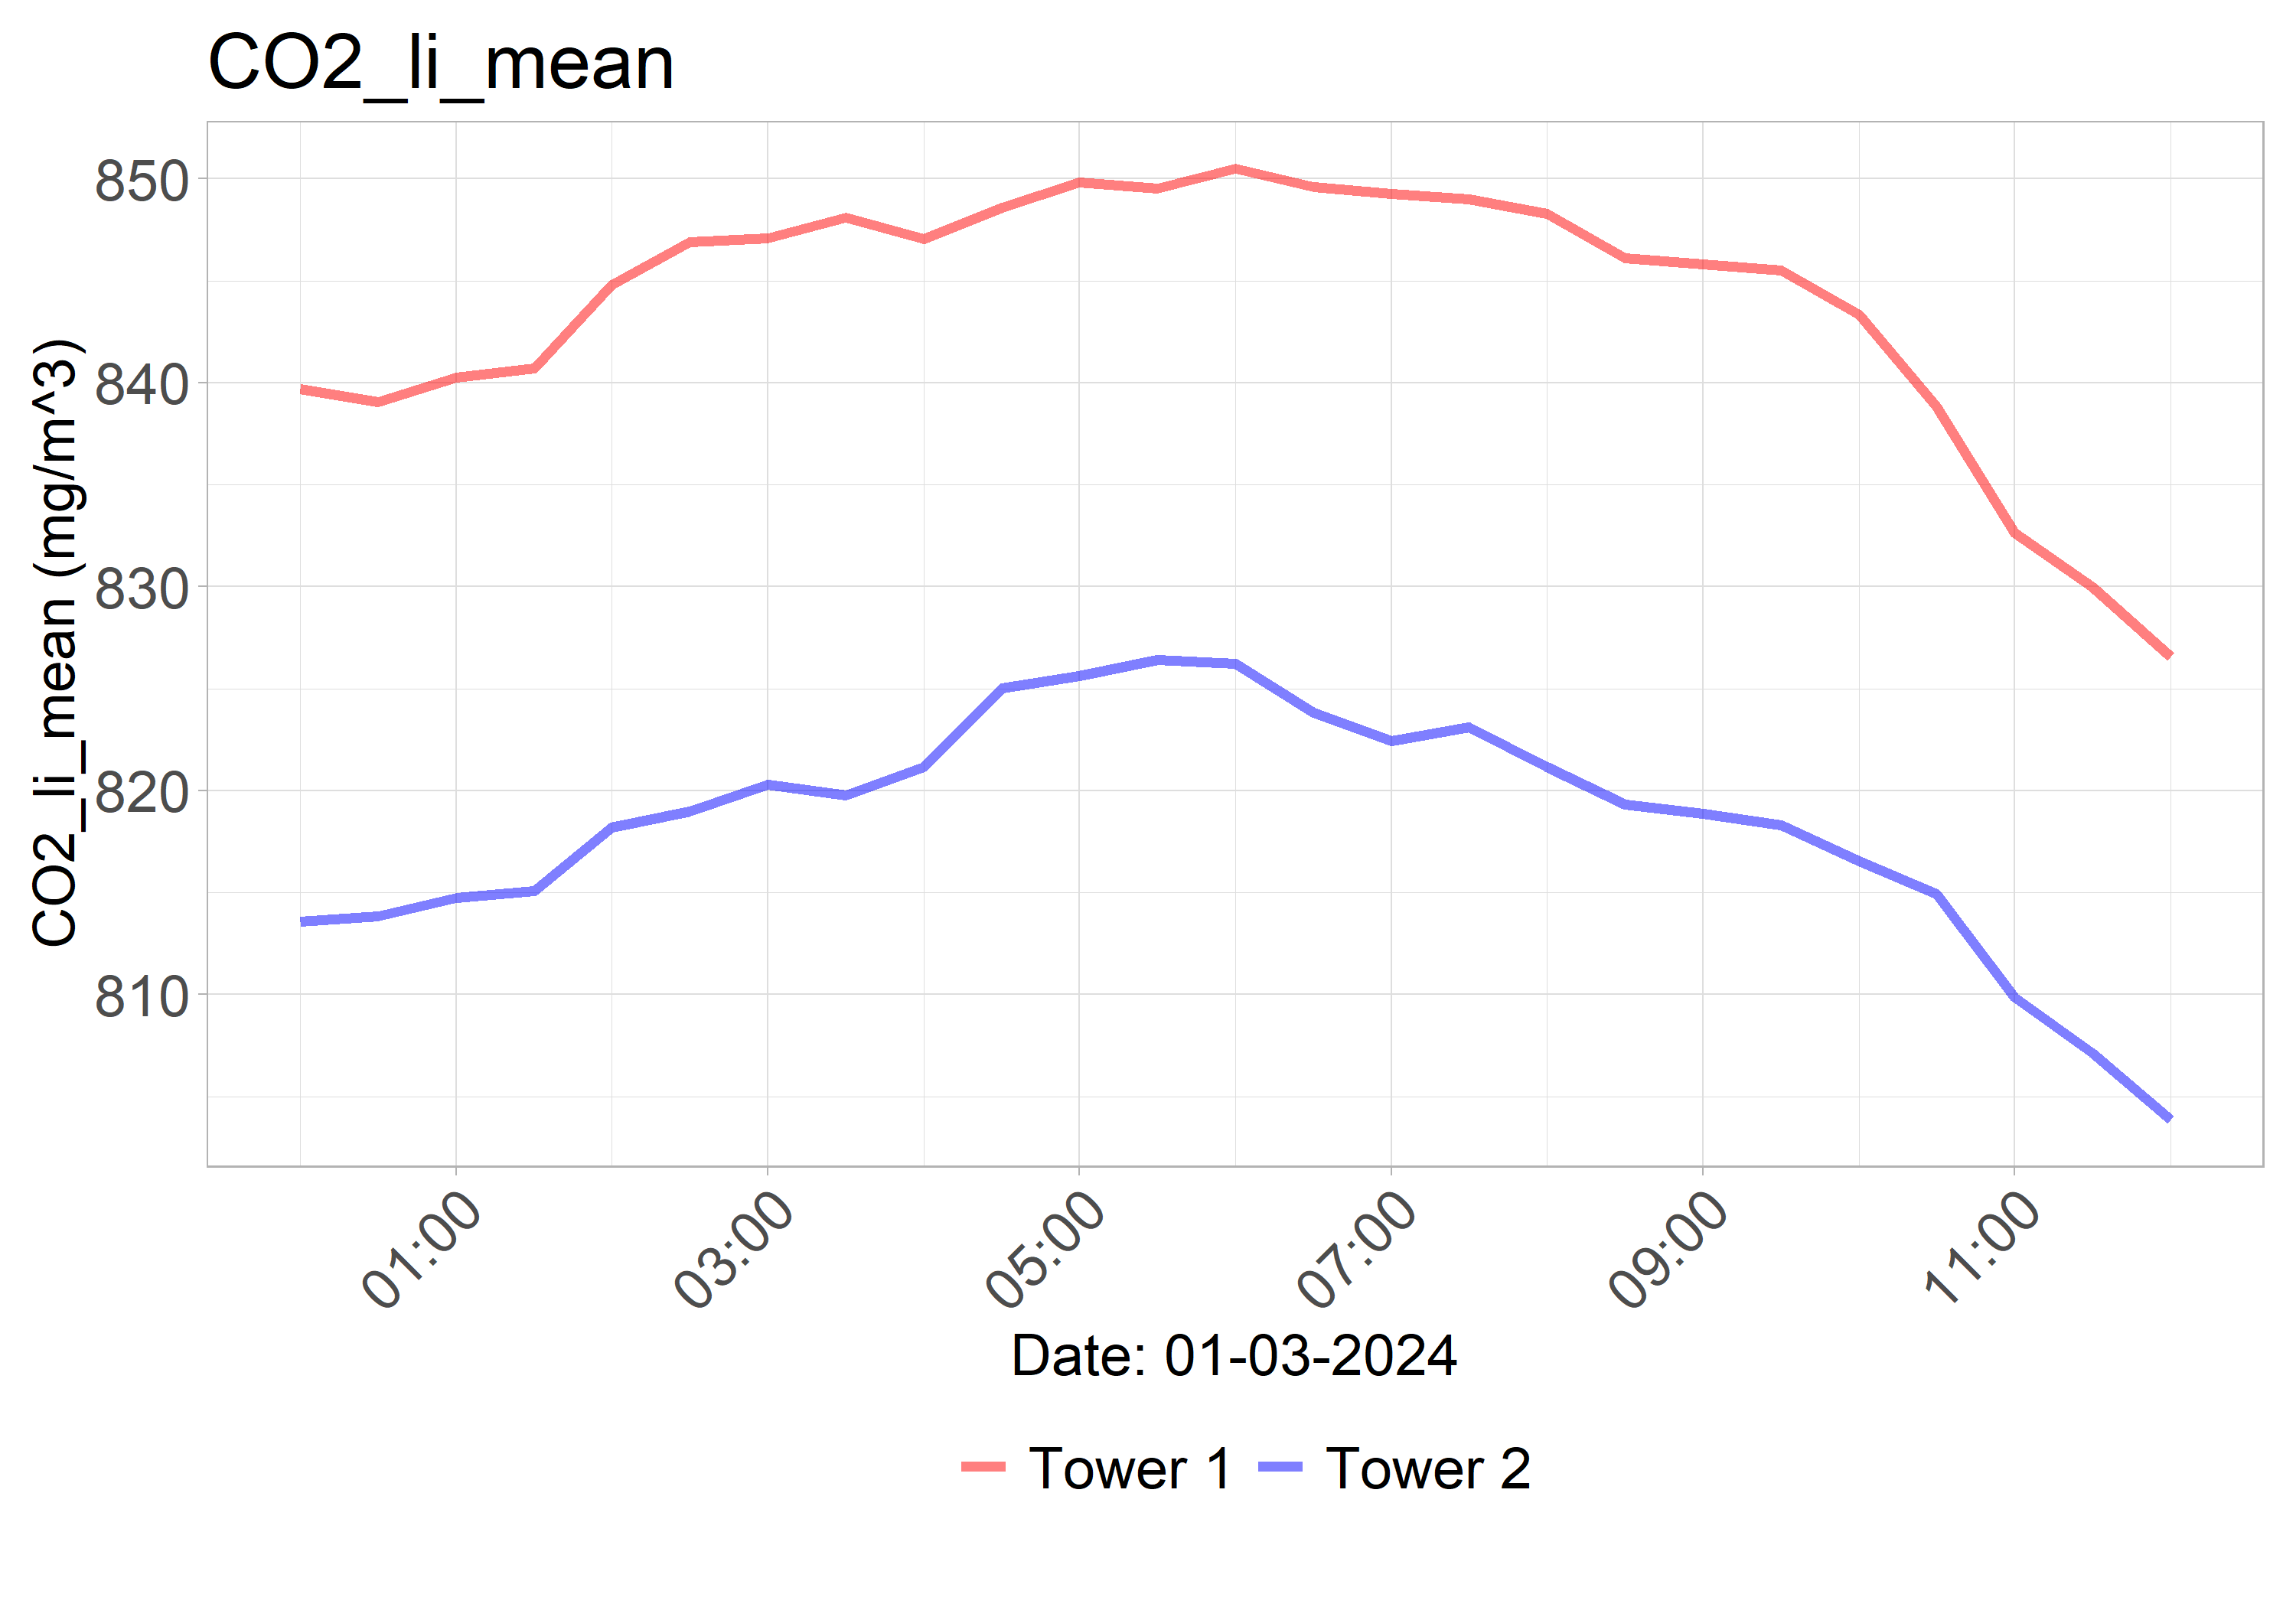 CO2_li_mean
CO2_li_mean (mg/m^3)
850
840
830
820
810
01:00
03:00
05:00
07:00
09:00
11:00
Date: 01-03-2024
Tower 1
Tower 2